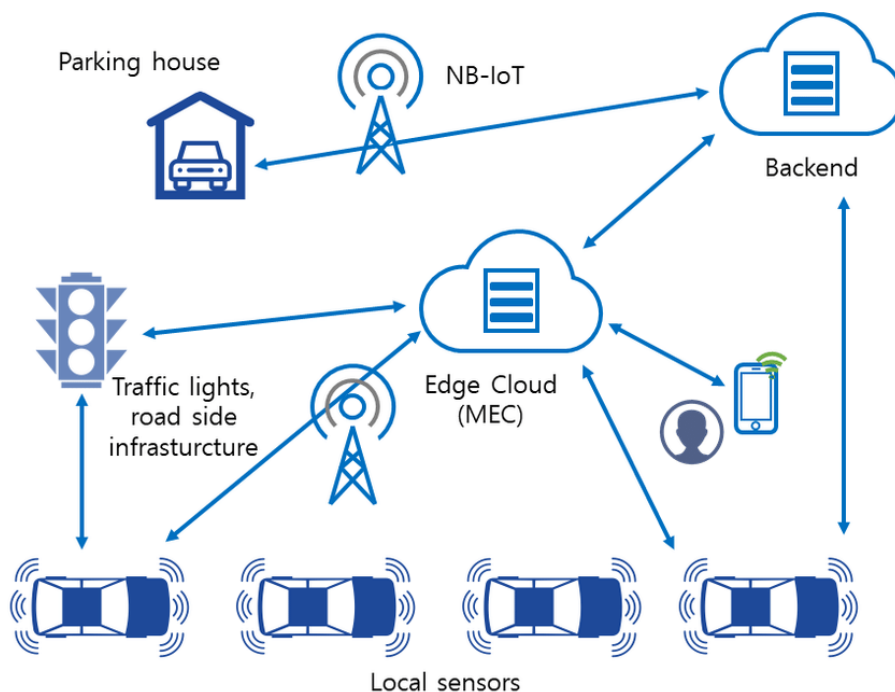 Parking house
NB-IoT
Backend
Traffic lights,
road side
infrasturcture
Edge Cloud
(MEC)
Local sensors